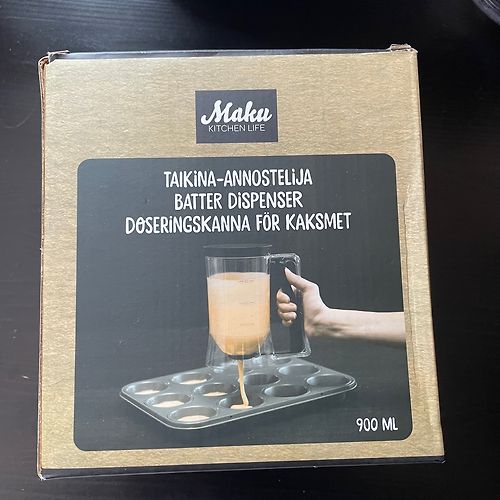 Maku
KITCHEN LIFE
TAIKINA-ANNOSTELIJA
BATTER DISPENSER
DOSERINGSKANNA FÖR KAKSMET
900 ML